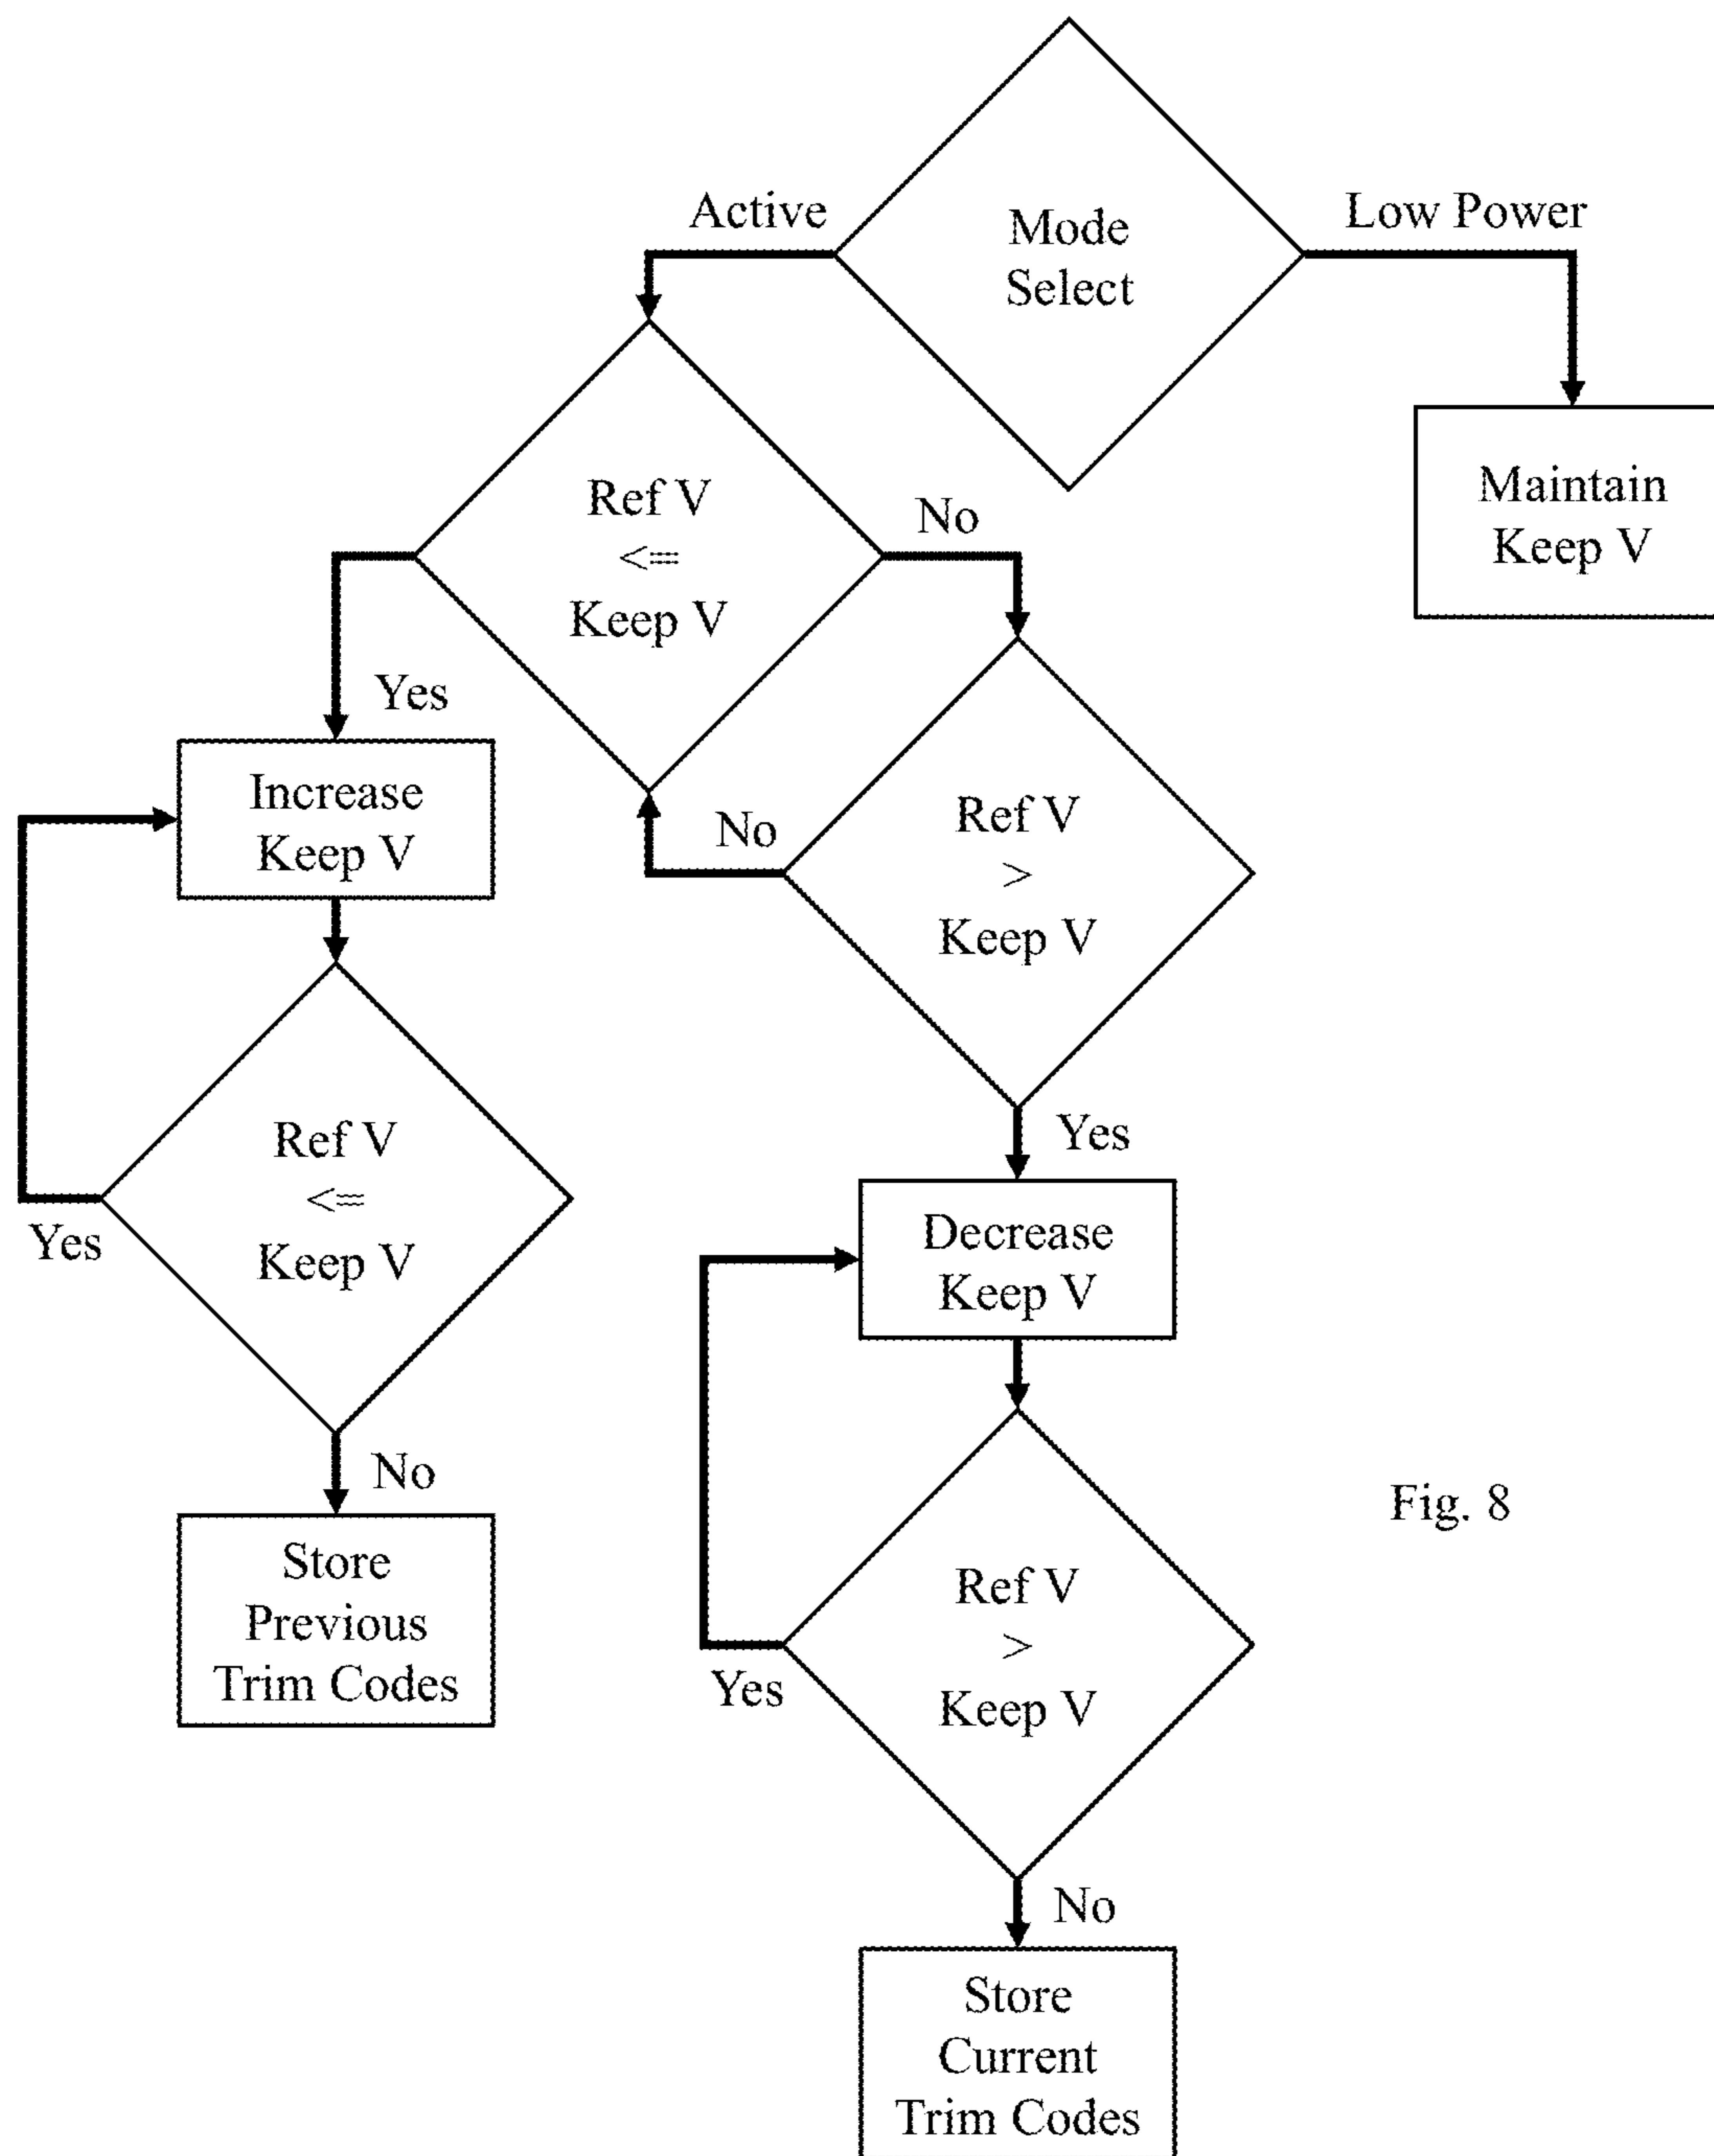 Active
Mode
Select
Low Power
Maintain
Keep V
Ref V
<=
Keep V
No
Yes
Increase
Keep V
No
Ref V
>
Keep V
Ref V
<=
Keep V
Yes
Yes
Decrease
Keep V
No
Store
Previous
Trim Codes
Ref V
>
Keep V
Yes
Fig. 8
No
Store
Current
Trim Codes